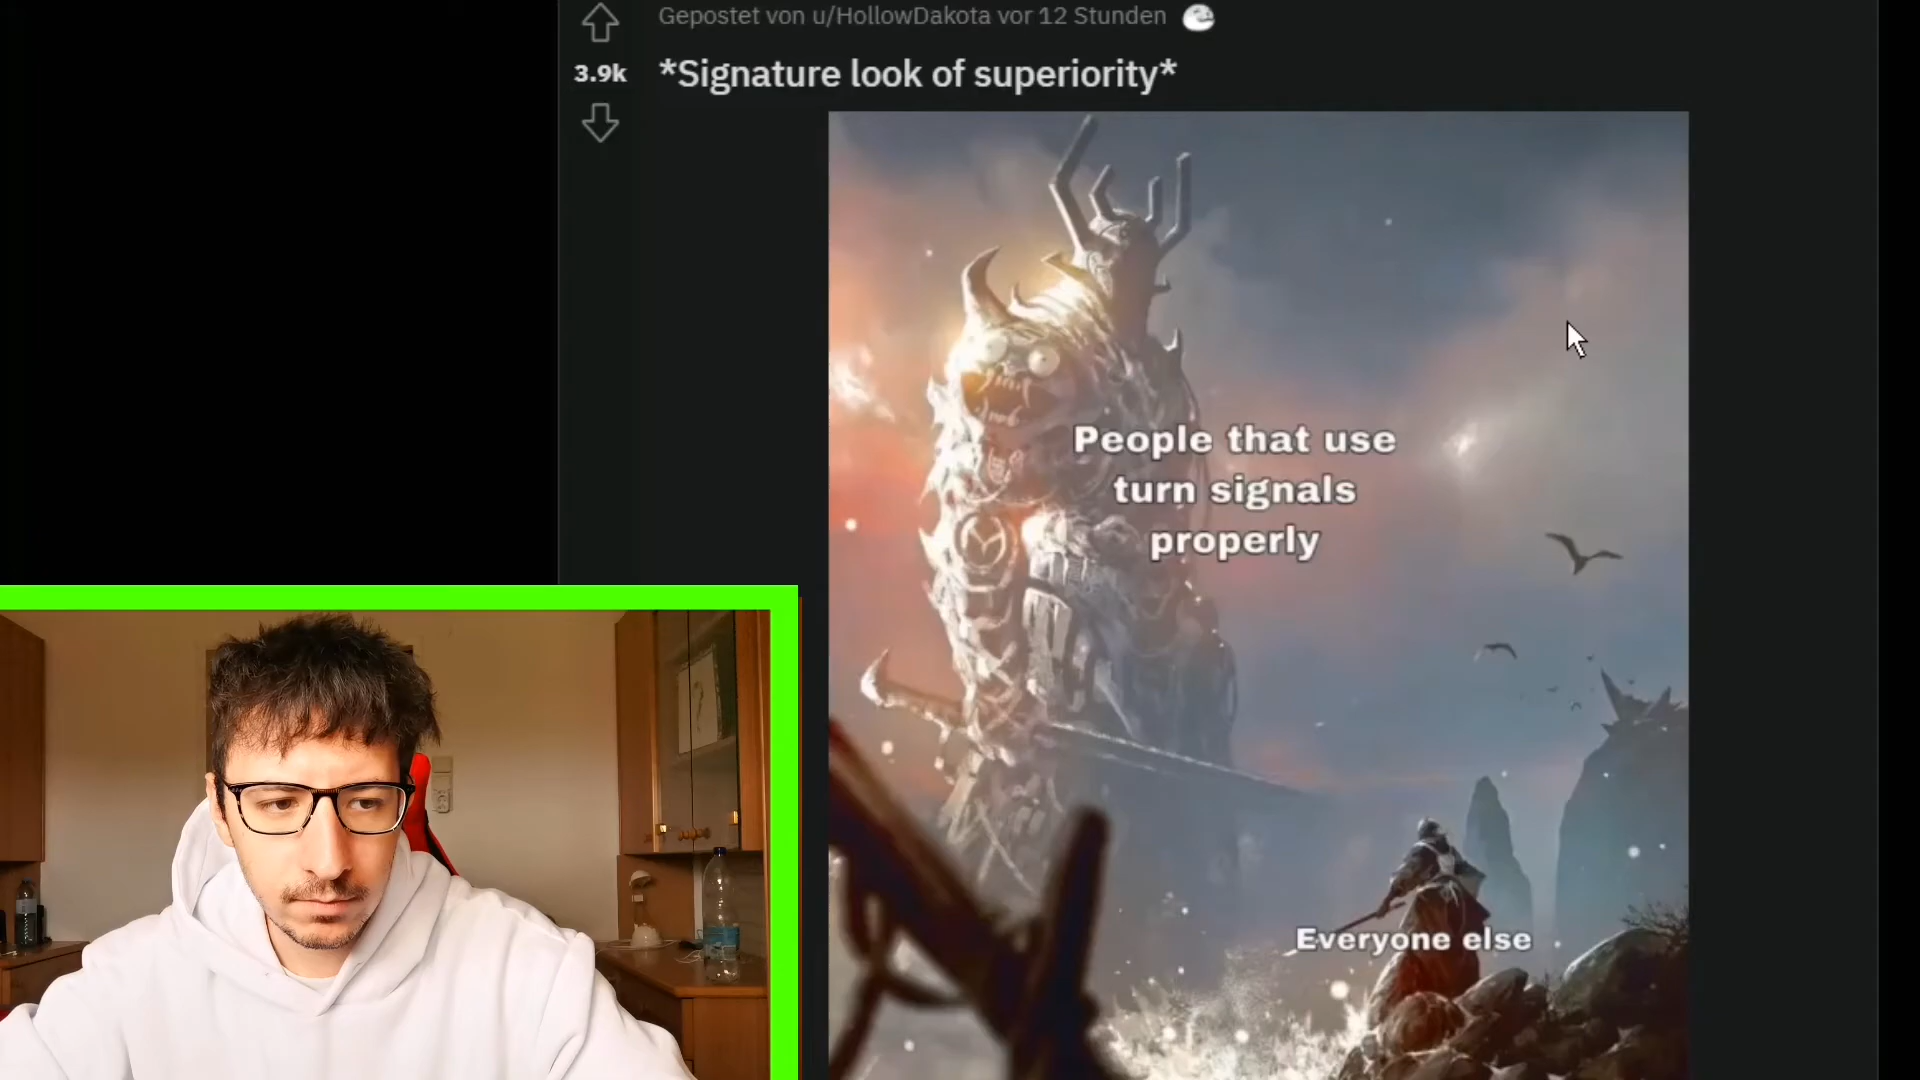 Gepostet von u/HollowDakota vor 12 Stunden
3.9k
*Signature look of superiority*
People that use
turn signals
properly
Everyone else